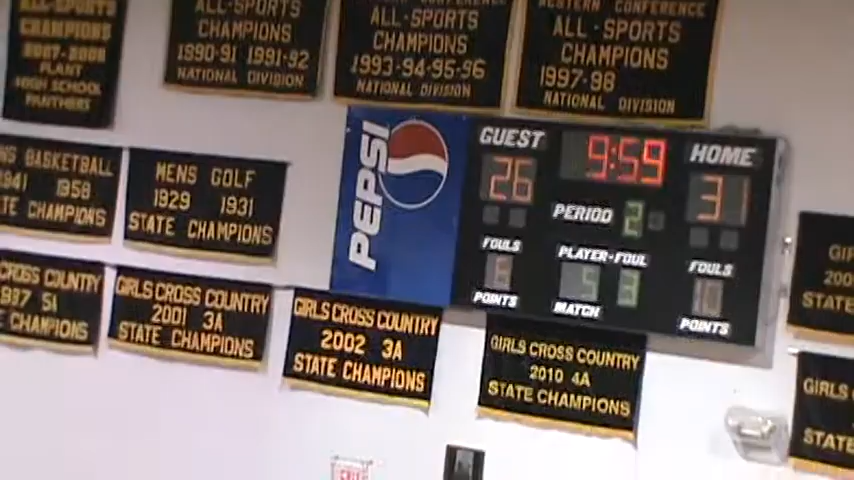 ALL-SPORTS
CHAMPIONS
2007-2008
PLANT
HIGH SCHOOL
PANTHERS
ALL-SPORTS
CHAMPIONS
1990-91 1991-92
NATIONAL DIVISION
ALL-SPORTS
CHAMPIONS
1993-94-95-96
NATIONAL DIVISION
WESTERN CONFERENCE
ALL-SPORTS
CHAMPIONS
1997-98
NATIONAL DIVISION
BASKETBALL
1941 1958
CHAMPIONS
MENS GOLF
1929 1931
STATE CHAMPIONS
PEPSI
GUEST
26
9:59
HOME
31
PERIOD
2
FOULS
PLAYER-FOUL
5 3
FOULS
10
POINTS
MATCH
POINTS
CROSS COUNTRY
1997 5A
CHAMPIONS
GIRLS CROSS COUNTRY
2001 3A
STATE CHAMPIONS
GIRLS CROSS COUNTRY
2002 3A
STATE CHAMPIONS
GIRLS CROSS COUNTRY
2010 4A
STATE CHAMPIONS
STATE
GIRLS
STATE